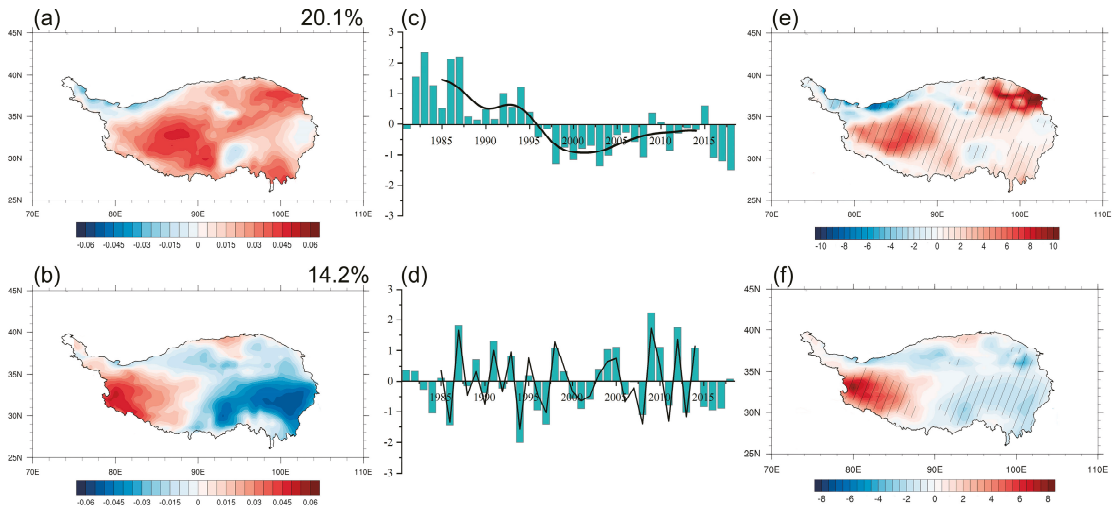 (a) 20.1%
45N
40N
35N
30N
25N
70E 80E 90E 100E 110E
-0.06 -0.045 -0.03 -0.015 0 0.015 0.03 0.045 0.06
(c)
3
2
1
0
-1
-2
-3
1985 1990 1995 2000 2005 2010 2015
(e)
45N
40N
35N
30N
25N
70E 80E 90E 100E 110E
-10 -8 -6 -4 -2 0 2 4 6 8 10
(b) 14.2%
45N
40N
35N
30N
25N
70E 80E 90E 100E 110E
-0.06 -0.045 -0.03 -0.015 0 0.015 0.03 0.045 0.06
(d)
3
2
1
0
-1
-2
-3
1985 1990 1995 2000 2005 2010 2015
(f)
45N
40N
35N
30N
25N
70E 80E 90E 100E 110E
-8 -6 -4 -2 0 2 4 6 8